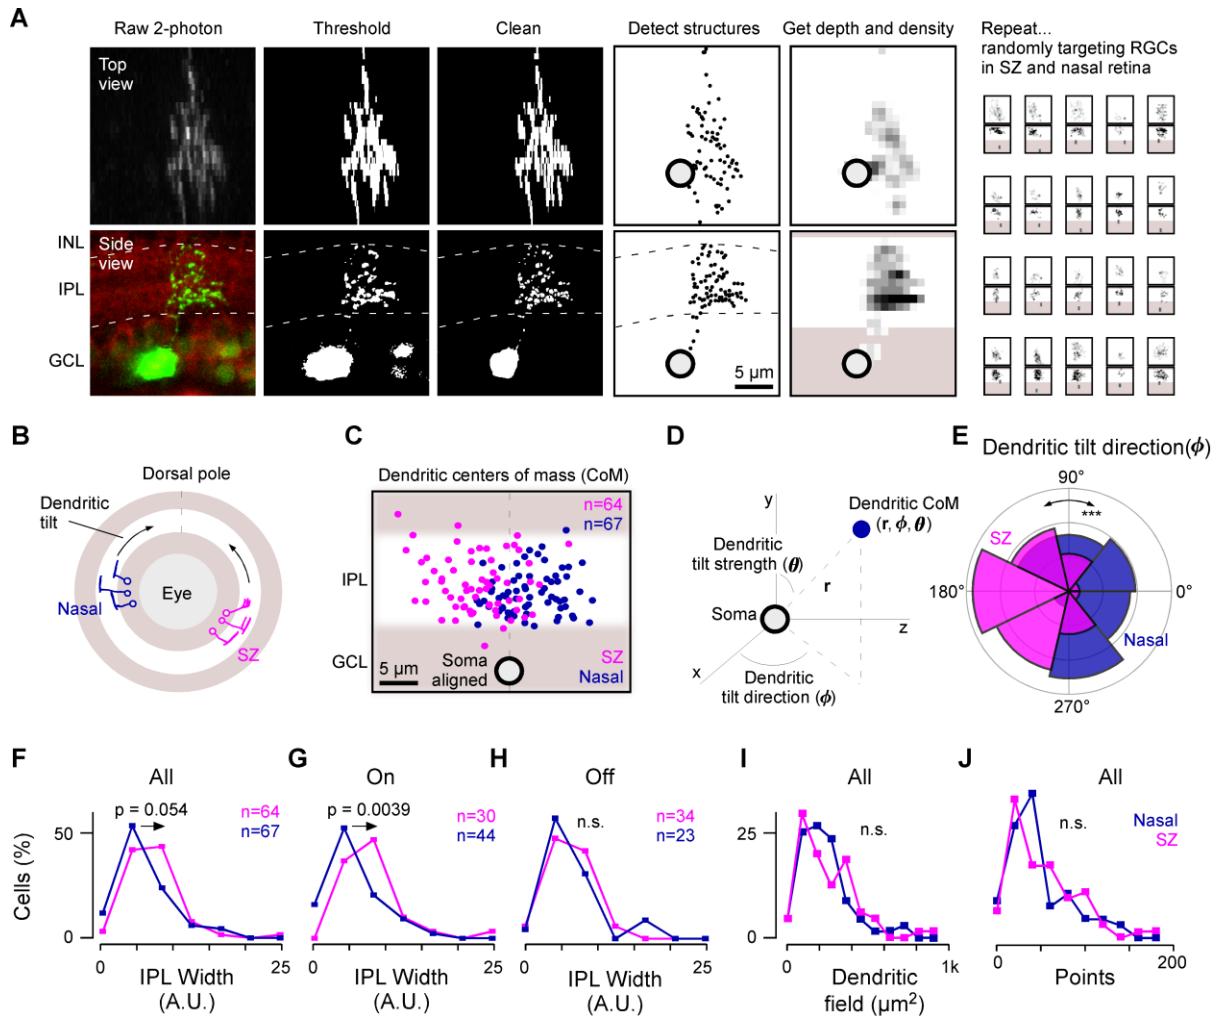 A
Raw 2-photon
Threshold
Clean
Detect structures
Get depth and density
Repeat...
randomly targeting RGCs
in SZ and nasal retina
Top
view
INL
Side
view
IPL
GCL
5 µm
B
Dorsal pole
Dendritic
tilt
Eye
Nasal
SZ
C
Dendritic centers of mass (CoM)
n=64
n=67
IPL
GCL
5 µm
Soma
aligned
SZ
Nasal
D
y
Dendritic CoM
(r, ϕ, θ)
Dendritic
tilt strength (θ)
r
Soma
z
x
Dendritic
tilt direction (ϕ)
E
Dendritic tilt direction(ϕ)
90°
***
SZ
180°
0°
Nasal
270°
F
All
p = 0.054
n=64
n=67
50
Cells (%)
0
0
25
IPL Width
(A.U.)
G
On
p = 0.0039
n=30
n=44
0
25
IPL Width
(A.U.)
H
Off
n.s.
n=34
n=23
0
25
IPL Width
(A.U.)
I
All
25
n.s.
0
0
1k
Dendritic
field (µm²)
J
All
Nasal
SZ
n.s.
0
200
Points